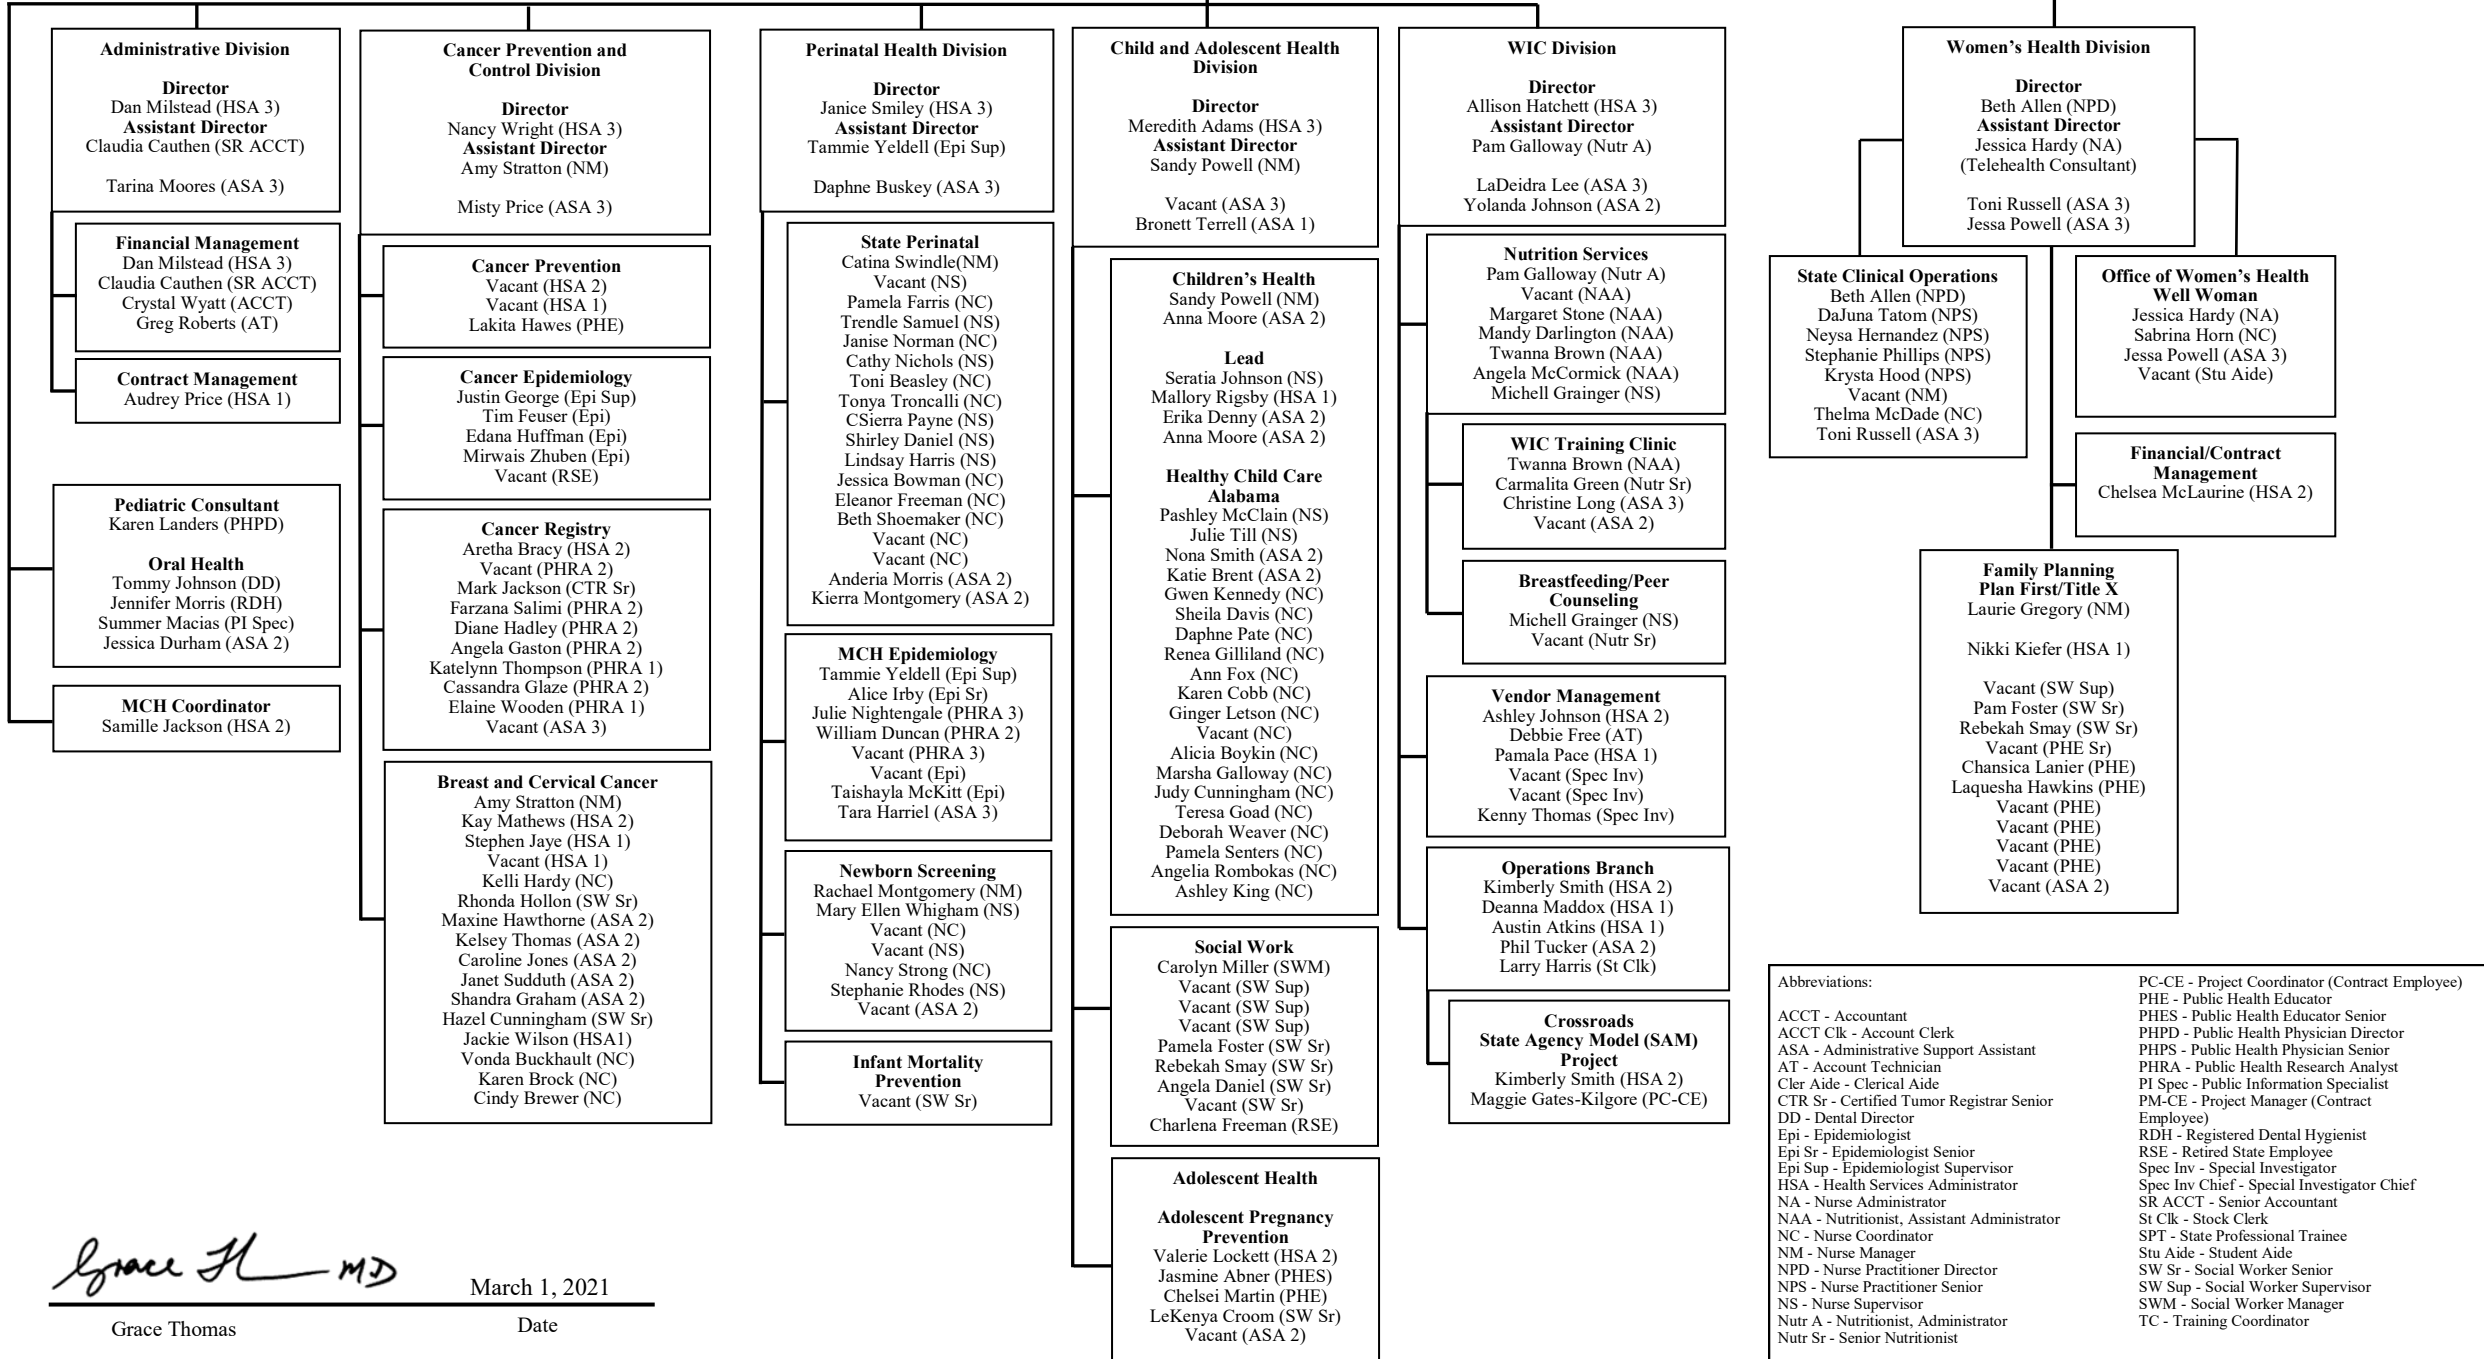 Administrative Division
Director
Dan Milstead (HSA 3)
Assistant Director
Claudia Cauthen (SR ACCT)
Tarina Moores (ASA 3)
Financial Management
Dan Milstead (HSA 3)
Claudia Cauthen (SR ACCT)
Crystal Wyatt (ACCT)
Greg Roberts (AT)
Contract Management
Audrey Price (HSA 1)
Pediatric Consultant
Karen Landers (PHPD)
Oral Health
Tommy Johnson (DD)
Jennifer Morris (RDH)
Summer Macias (PI Spec)
Jessica Durham (ASA 2)
MCH Coordinator
Samille Jackson (HSA 2)
Cancer Prevention and
Control Division
Director
Nancy Wright (HSA 3)
Assistant Director
Amy Stratton (NM)
Misty Price (ASA 3)
Cancer Prevention
Vacant (HSA 2)
Vacant (HSA 1)
Lakita Hawes (PHE)
Cancer Epidemiology
Justin George (Epi Sup)
Tim Feuser (Epi)
Edana Huffman (Epi)
Mirwais Zhuben (Epi)
Vacant (RSE)
Cancer Registry
Aretha Bracy (HSA 2)
Vacant (PHRA 2)
Mark Jackson (CTR Sr)
Farzana Salimi (PHRA 2)
Diane Hadley (PHRA 2)
Angela Gaston (PHRA 2)
Katelynn Thompson (PHRA 1)
Cassandra Glaze (PHRA 2)
Elaine Wooden (PHRA 1)
Vacant (ASA 3)
Breast and Cervical Cancer
Amy Stratton (NM)
Kay Mathews (HSA 2)
Stephen Jaye (HSA 1)
Vacant (HSA 1)
Kelli Hardy (NC)
Rhonda Hollon (SW Sr)
Maxine Hawthorne (ASA 2)
Kelsey Thomas (ASA 2)
Caroline Jones (ASA 2)
Janet Sudduth (ASA 2)
Shandra Graham (ASA 2)
Hazel Cunningham (SW Sr)
Jackie Wilson (HSA1)
Vonda Buckhault (NC)
Karen Brock (NC)
Cindy Brewer (NC)
Perinatal Health Division
Director
Janice Smiley (HSA 3)
Assistant Director
Tammie Yeldell (Epi Sup)
Daphne Buskey (ASA 3)
State Perinatal
Catina Swindle(NM)
Vacant (NS)
Pamela Farris (NC)
Trendle Samuel (NS)
Janise Norman (NC)
Cathy Nichols (NS)
Toni Beasley (NC)
Tonya Troncalli (NC)
CSierra Payne (NS)
Shirley Daniel (NS)
Lindsay Harris (NS)
Jessica Bowman (NC)
Eleanor Freeman (NC)
Beth Shoemaker (NC)
Vacant (NC)
Vacant (NC)
Anderia Morris (ASA 2)
Kierra Montgomery (ASA 2)
MCH Epidemiology
Tammie Yeldell (Epi Sup)
Alice Irby (Epi Sr)
Julie Nightengale (PHRA 3)
William Duncan (PHRA 2)
Vacant (PHRA 3)
Vacant (Epi)
Taishayla McKitt (Epi)
Tara Harriel (ASA 3)
Newborn Screening
Rachael Montgomery (NM)
Mary Ellen Whigham (NS)
Vacant (NC)
Vacant (NS)
Nancy Strong (NC)
Stephanie Rhodes (NS)
Vacant (ASA 2)
Infant Mortality
Prevention
Vacant (SW Sr)
Child and Adolescent Health
Division
Director
Meredith Adams (HSA 3)
Assistant Director
Sandy Powell (NM)
Vacant (ASA 3)
Bronett Terrell (ASA 1)
Children's Health
Sandy Powell (NM)
Anna Moore (ASA 2)
Lead
Seratia Johnson (NS)
Mallory Rigsby (HSA 1)
Erika Denny (ASA 2)
Anna Moore (ASA 2)
Healthy Child Care
Alabama
Pashley McClain (NS)
Julie Till (NS)
Nona Smith (ASA 2)
Katie Brent (ASA 2)
Gwen Kennedy (NC)
Sheila Davis (NC)
Daphne Pate (NC)
Renea Gilliland (NC)
Ann Fox (NC)
Karen Cobb (NC)
Ginger Letson (NC)
Vacant (NC)
Alicia Boykin (NC)
Marsha Galloway (NC)
Judy Cunningham (NC)
Teresa Goad (NC)
Deborah Weaver (NC)
Pamela Senters (NC)
Angelia Rombokas (NC)
Ashley King (NC)
Social Work
Carolyn Miller (SWM)
Vacant (SW Sup)
Vacant (SW Sup)
Vacant (SW Sup)
Pamela Foster (SW Sr)
Rebekah Smay (SW Sr)
Angela Daniel (SW Sr)
Vacant (SW Sr)
Charlena Freeman (RSE)
Adolescent Health
Adolescent Pregnancy
Prevention
Valerie Lockett (HSA 2)
Jasmine Abner (PHES)
Chelsei Martin (PHE)
LeKenya Croom (SW Sr)
Vacant (ASA 2)
WIC Division
Director
Allison Hatchett (HSA 3)
Assistant Director
Pam Galloway (Nutr A)
LaDeidra Lee (ASA 3)
Yolanda Johnson (ASA 2)
Nutrition Services
Pam Galloway (Nutr A)
Vacant (NAA)
Margaret Stone (NAA)
Mandy Darlington (NAA)
Twanna Brown (NAA)
Angela McCormick (NAA)
Michell Grainger (NS)
WIC Training Clinic
Twanna Brown (NAA)
Carmalita Green (Nutr Sr)
Christine Long (ASA 3)
Vacant (ASA 2)
Breastfeeding/Peer
Counseling
Michell Grainger (NS)
Vacant (Nutr Sr)
Vendor Management
Ashley Johnson (HSA 2)
Debbie Free (AT)
Pamala Pace (HSA 1)
Vacant (Spec Inv)
Vacant (Spec Inv)
Kenny Thomas (Spec Inv)
Operations Branch
Kimberly Smith (HSA 2)
Deanna Maddox (HSA 1)
Austin Atkins (HSA 1)
Phil Tucker (ASA 2)
Larry Harris (St Clk)
Crossroads
State Agency Model (SAM)
Project
Kimberly Smith (HSA 2)
Maggie Gates-Kilgore (PC-CE)
Women's Health Division
Director
Beth Allen (NPD)
Assistant Director
Jessica Hardy (NA)
(Telehealth Consultant)
Toni Russell (ASA 3)
Jessa Powell (ASA 3)
State Clinical Operations
Beth Allen (NPD)
DaJuna Tatom (NPS)
Neysa Hernandez (NPS)
Stephanie Phillips (NPS)
Krysta Hood (NPS)
Vacant (NM)
Thelma McDade (NC)
Toni Russell (ASA 3)
Office of Women's Health
Well Woman
Jessica Hardy (NA)
Sabrina Horn (NC)
Jessa Powell (ASA 3)
Vacant (Stu Aide)
Financial/Contract
Management
Chelsea McLaurine (HSA 2)
Family Planning
Plan First/Title X
Laurie Gregory (NM)
Nikki Kiefer (HSA 1)
Vacant (SW Sup)
Pam Foster (SW Sr)
Rebekah Smay (SW Sr)
Vacant (PHE Sr)
Chansica Lanier (PHE)
Laquesha Hawkins (PHE)
Vacant (PHE)
Vacant (PHE)
Vacant (PHE)
Vacant (PHE)
Vacant (ASA 2)
Abbreviations:
ACCT - Accountant
ACCT Clk - Account Clerk
ASA - Administrative Support Assistant
AT - Account Technician
Cler Aide - Clerical Aide
CTR Sr - Certified Tumor Registrar Senior
DD - Dental Director
Epi - Epidemiologist
Epi Sr - Epidemiologist Senior
Epi Sup - Epidemiologist Supervisor
HSA - Health Services Administrator
NA - Nurse Administrator
NAA - Nutritionist, Assistant Administrator
NC - Nurse Coordinator
NM - Nurse Manager
NPD - Nurse Practitioner Director
NPS - Nurse Practitioner Senior
NS - Nurse Supervisor
Nutr A - Nutritionist, Administrator
Nutr Sr - Senior Nutritionist
PC-CE - Project Coordinator (Contract Employee)
PHE - Public Health Educator
PHES - Public Health Educator Senior
PHPD - Public Health Physician Director
PHPS - Public Health Physician Senior
PHRA - Public Health Research Analyst
PI Spec - Public Information Specialist
PM-CE - Project Manager (Contract
Employee)
RDH - Registered Dental Hygienist
RSE - Retired State Employee
Spec Inv - Special Investigator
Spec Inv Chief - Special Investigator Chief
SR ACCT - Senior Accountant
St Clk - Stock Clerk
SPT - State Professional Trainee
Stu Aide - Student Aide
SW Sr - Social Worker Senior
SW Sup - Social Worker Supervisor
SWM - Social Worker Manager
TC - Training Coordinator
Grace MD
March 1, 2021
Grace Thomas
Date